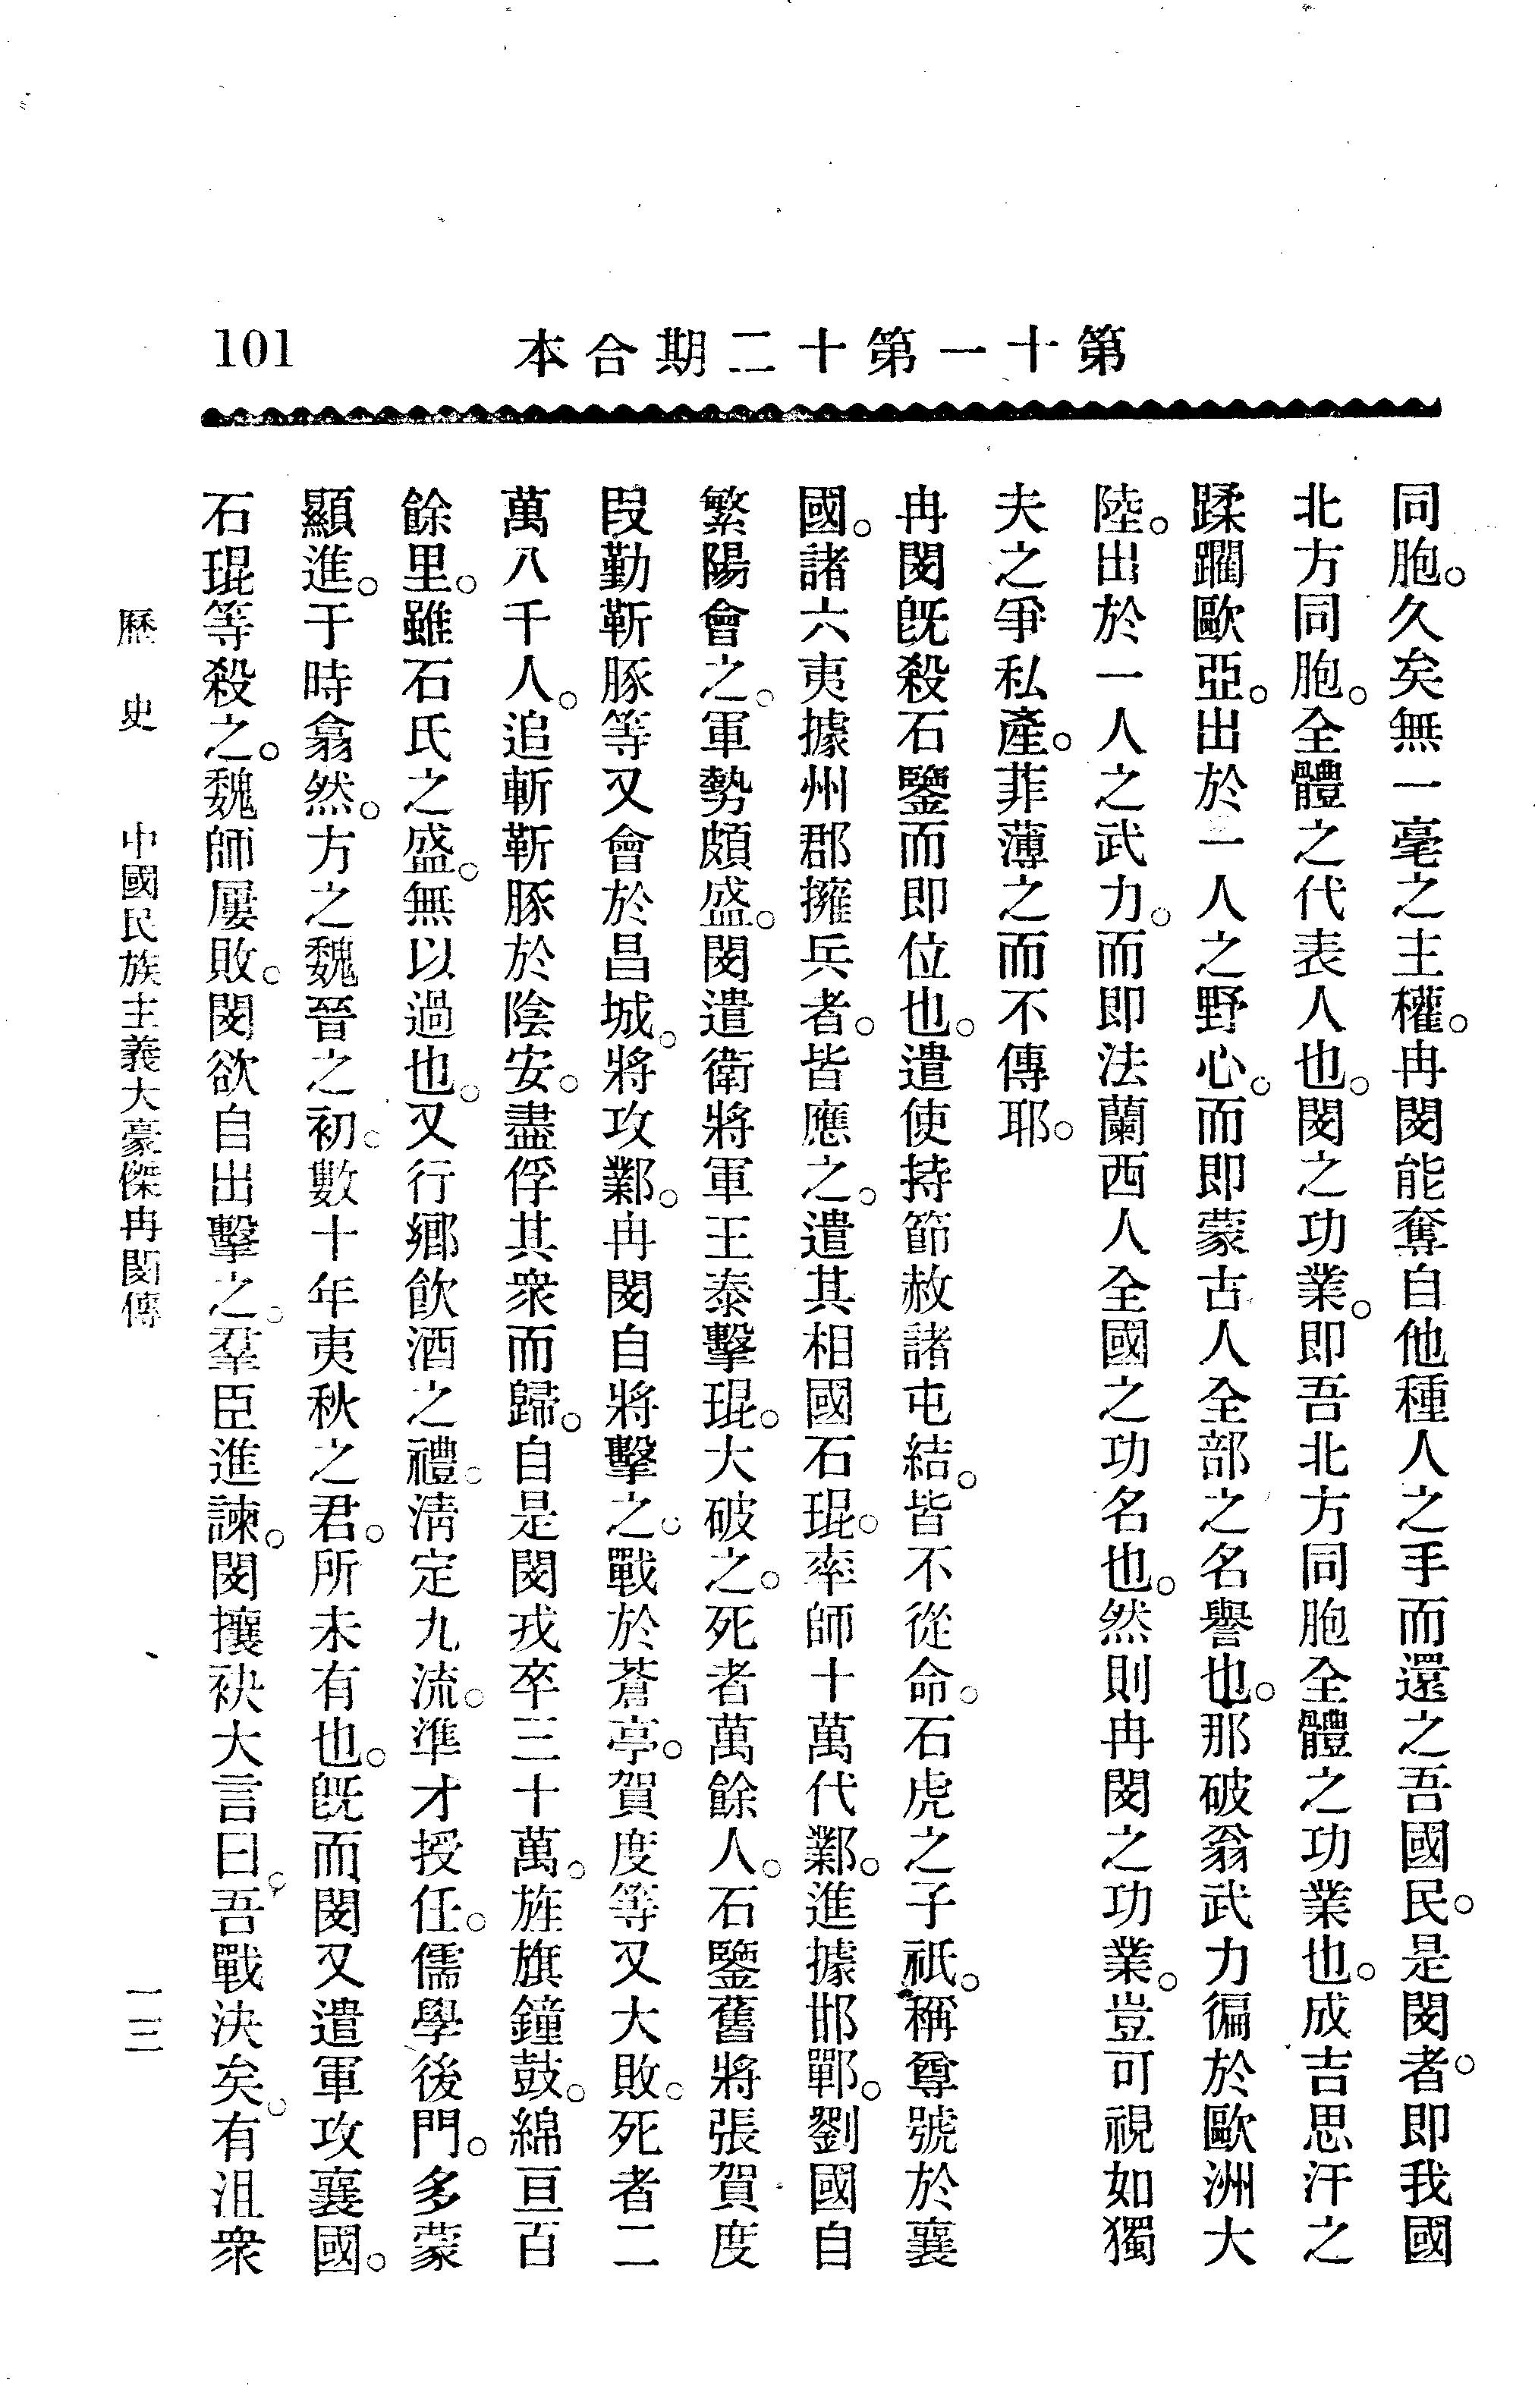 第十一第十二期合本
101
同胞。久矣無一毫之主權。冉閔能奪自他種人之手而還之吾國民。是閔者。即我國
北方同胞。全體之代表人也。閔之功業。即吾北方同胞全體之功業也。成吉思汗之
蹂躪歐亞。出於一人之野心。而即蒙古人全部之名譽也。那破翁武力徧於歐洲大
陸。出於一人之武力。而即法蘭西人全國之功名也。然則冉閔之功業。豈可視如獨
夫之爭私產。菲薄之而不傳耶。
冉閔旣殺石鑒而即位也。遣使持節赦諸屯結。皆不從命。石虎之子祇。稱尊號於襄
國。諸六夷據州郡擁兵者。皆應之。遣其相國石琨。率師十萬代鄴。進據邯鄲。劉國自
繁陽會之。軍勢頗盛。閔遣衛將軍王泰擊琨。大破之。死者萬餘人。石鑒舊將張賀度
段勤靳豚等又會於昌城。將攻鄴。冉閔自將擊之。戰於蒼亭。賀度等又大敗。死者二
萬八千人。追斬靳豚於陰安。盡俘其衆而歸。自是閔戎卒三十萬。旌旗鐘鼓。綿亘百
餘里。雖石氏之盛。無以過也。又行鄉飲酒之禮。淸定九流。準才授任。儒學後門。多蒙
顯進。于時翕然。方之魏晉之初。數十年夷秋之君。所未有也。旣而閔又遣軍攻襄國。
石琨等殺之。魏師屢敗。閔欲自出擊之。羣臣進諫。閔攘袂大言曰。吾戰決矣。有沮衆
歷史 中國民族主義大豪傑冉閔傳 一三